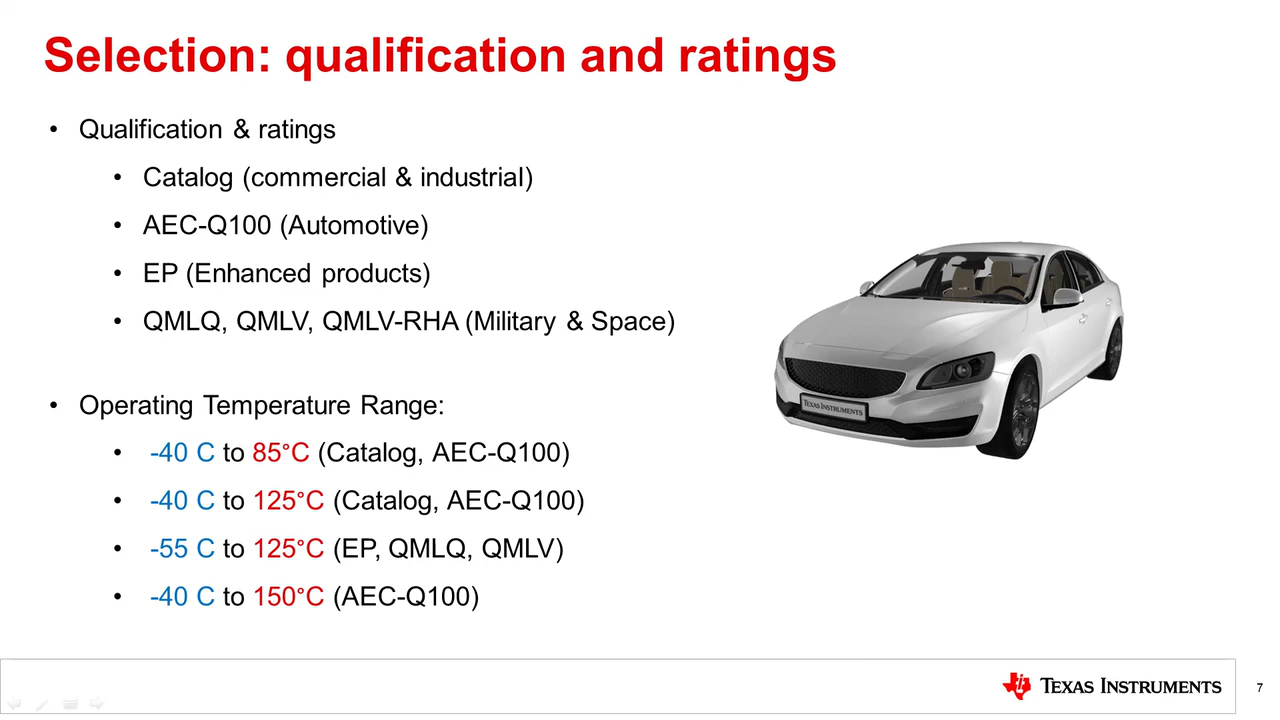 Selection: qualification and ratings
• Qualification & ratings
• Catalog (commercial & industrial)
• AEC-Q100 (Automotive)
• EP (Enhanced products)
• QMLQ, QMLV, QMLV-RHA (Military & Space)
• Operating Temperature Range:
• -40 C to 85°C (Catalog, AEC-Q100)
• -40 C to 125°C (Catalog, AEC-Q100)
• -55 C to 125°C (EP, QMLQ, QMLV)
• -40 C to 150°C (AEC-Q100)
TEXAS INSTRUMENTS
TEXAS INSTRUMENTS
7